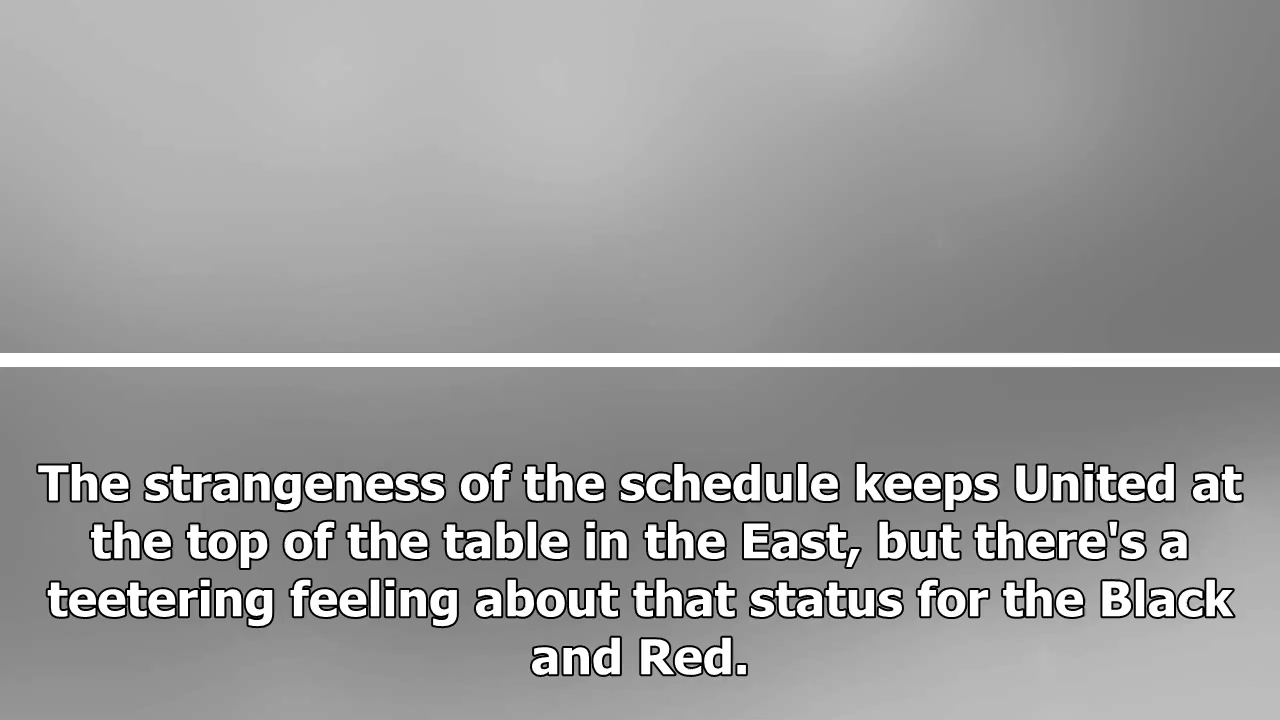 The strangeness of the schedule keeps United at
the top of the table in the East, but there's a
teetering feeling about that status for the Black
and Red.